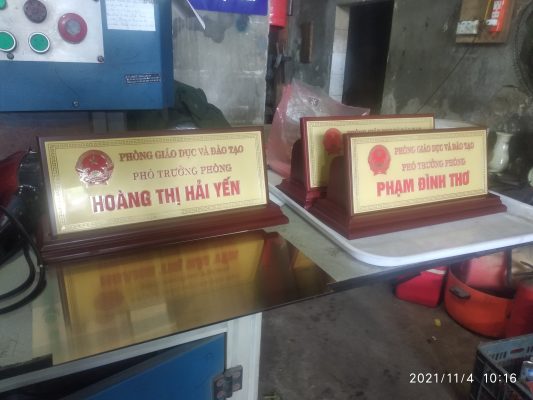 PHÒNG GIÁO DỤC VÀ ĐÀO TẠO
PHÓ TRƯỞNG PHÒNG
HOÀNG THỊ HẢI YẾN
PHÒNG GIÁO DỤC VÀ ĐÀO TẠO
PHÓ TRƯỞNG PHÒNG
PHẠM ĐÌNH THƠ
2021/11/4 10:16